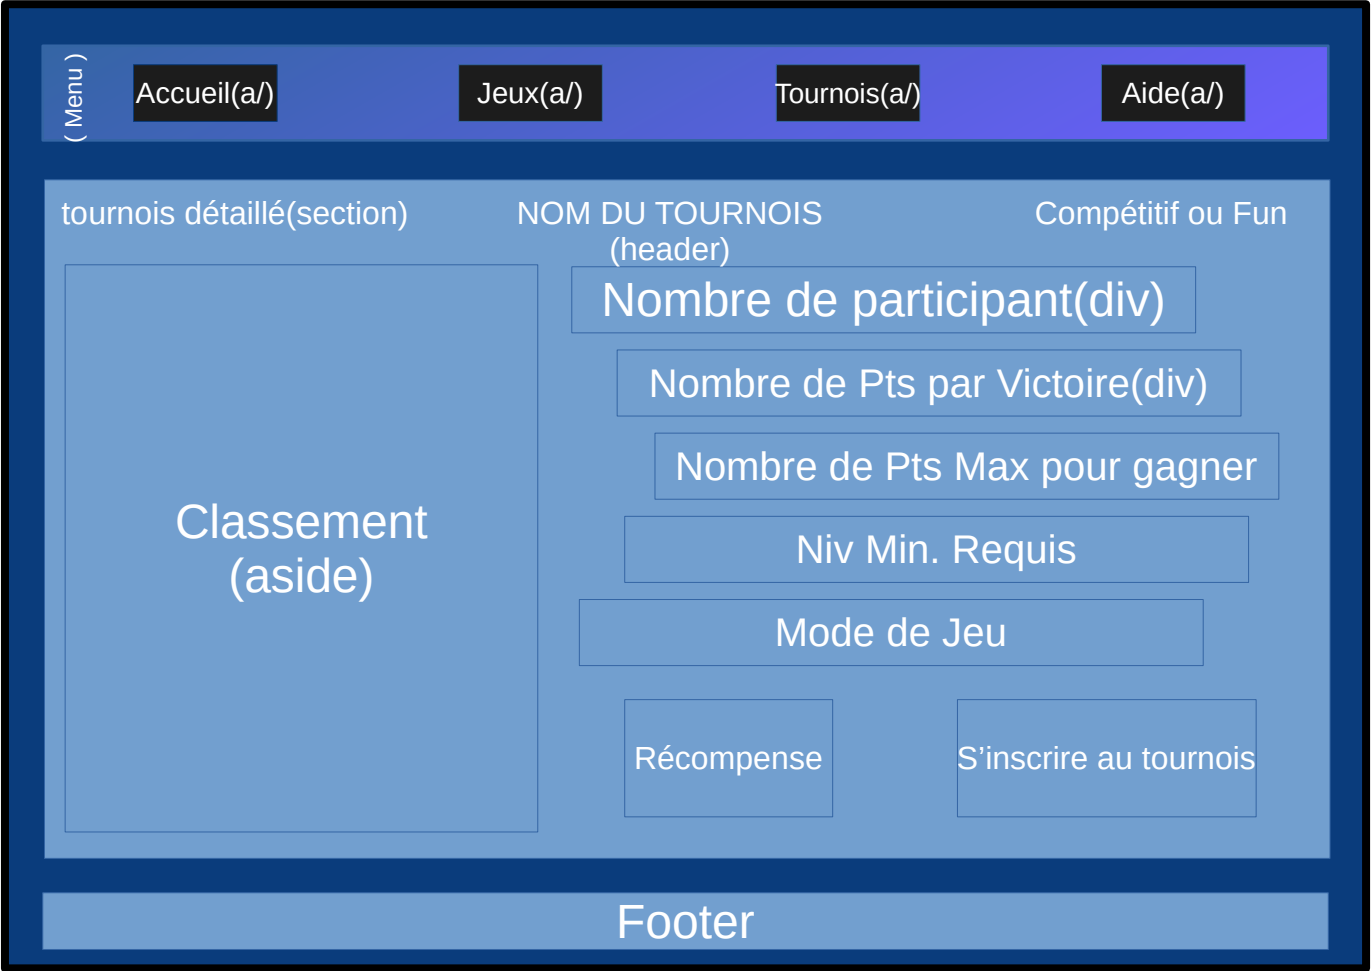 ( Menu )
Accueil(a/)
Jeux(a/)
Tournois(a/)
Aide(a/)
tournois détaillé(section)
NOM DU TOURNOIS
(header)
Compétitif ou Fun
Classement
(aside)
Nombre de participant(div)
Nombre de Pts par Victoire(div)
Nombre de Pts Max pour gagner
Niv Min. Requis
Mode de Jeu
Récompense
S’inscrire au tournois
Footer